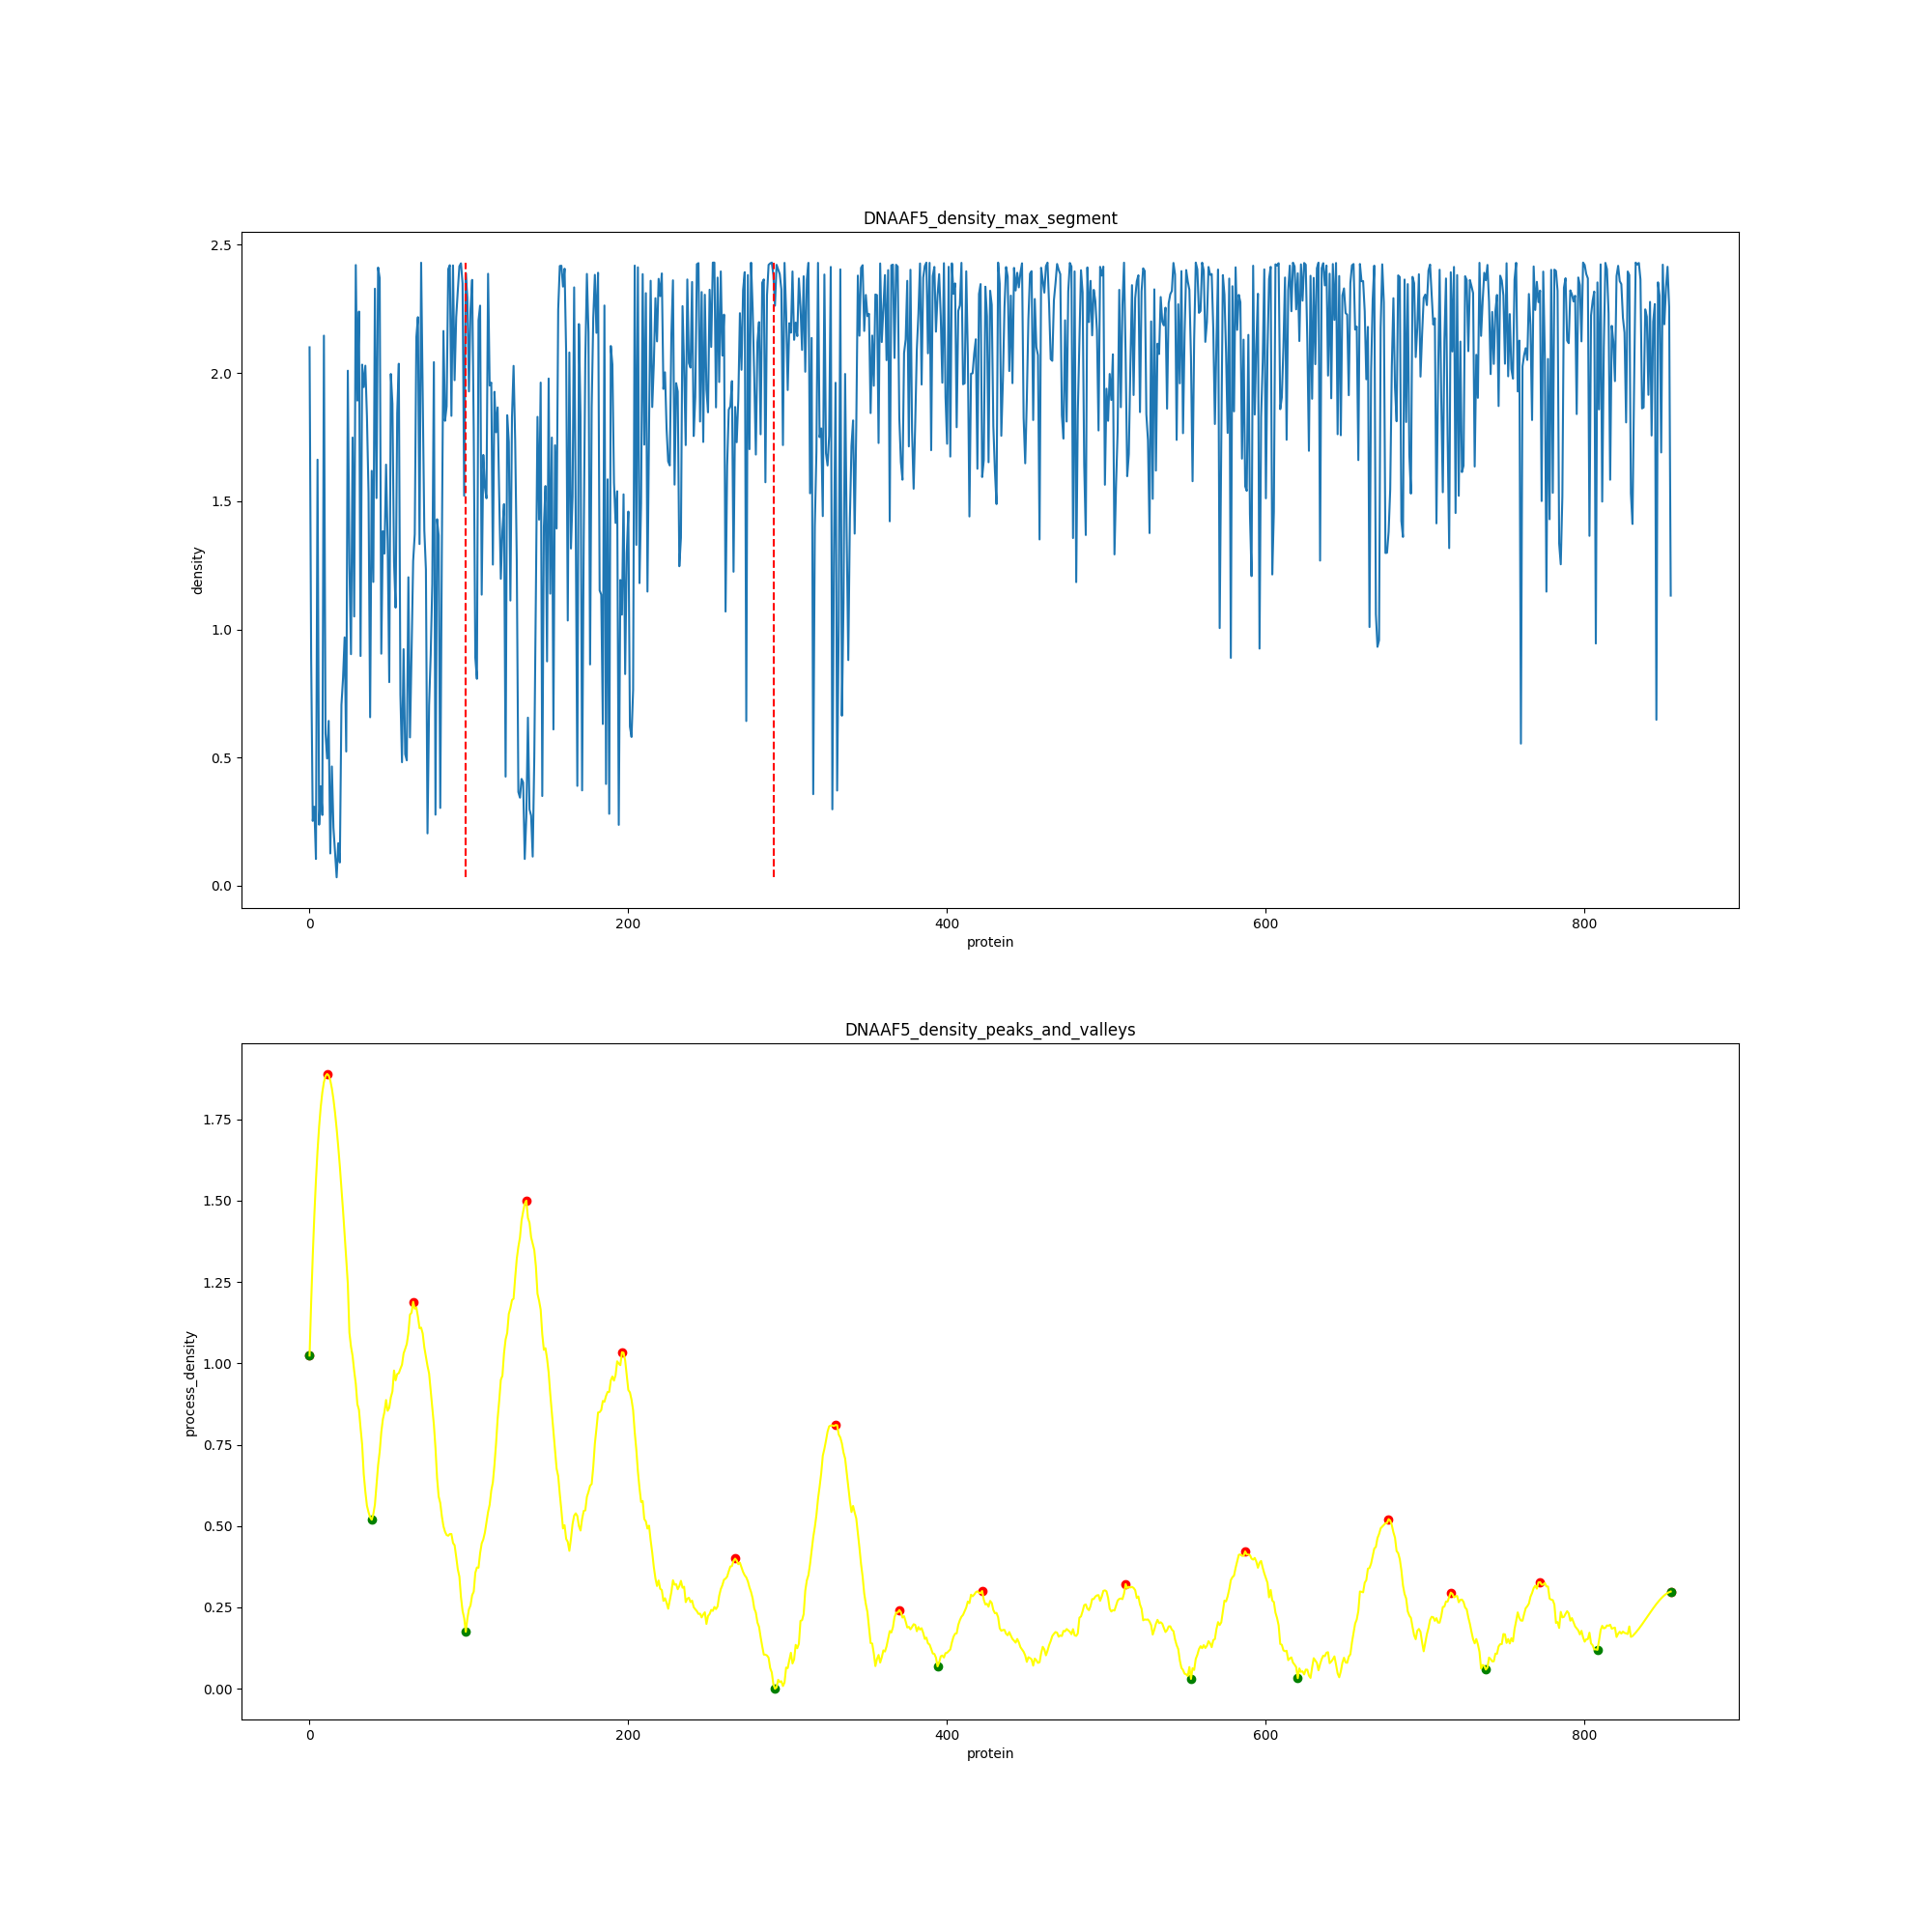 DNAAF5_density_max_segment
2.5
2.0
1.5
1.0
0.5
0.0
density
0 200 400 600 800
protein
DNAAF5_density_peaks_and_valleys
1.75
1.50
1.25
1.00
0.75
0.50
0.25
0.00
process_density
0 200 400 600 800
protein